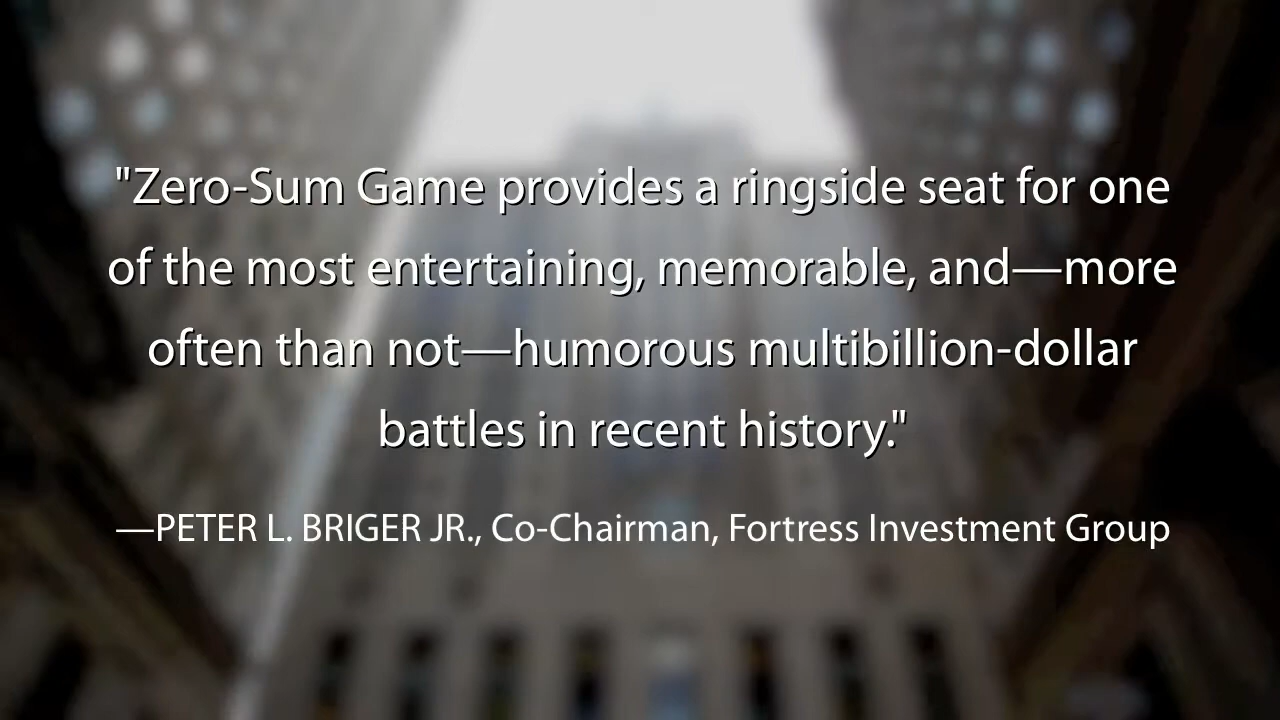 "Zero-Sum Game provides a ringside seat for one
of the most entertaining, memorable, and—more
often than not—humorous multibillion-dollar
battles in recent history."
—PETER L. BRIGER JR., Co-Chairman, Fortress Investment Group